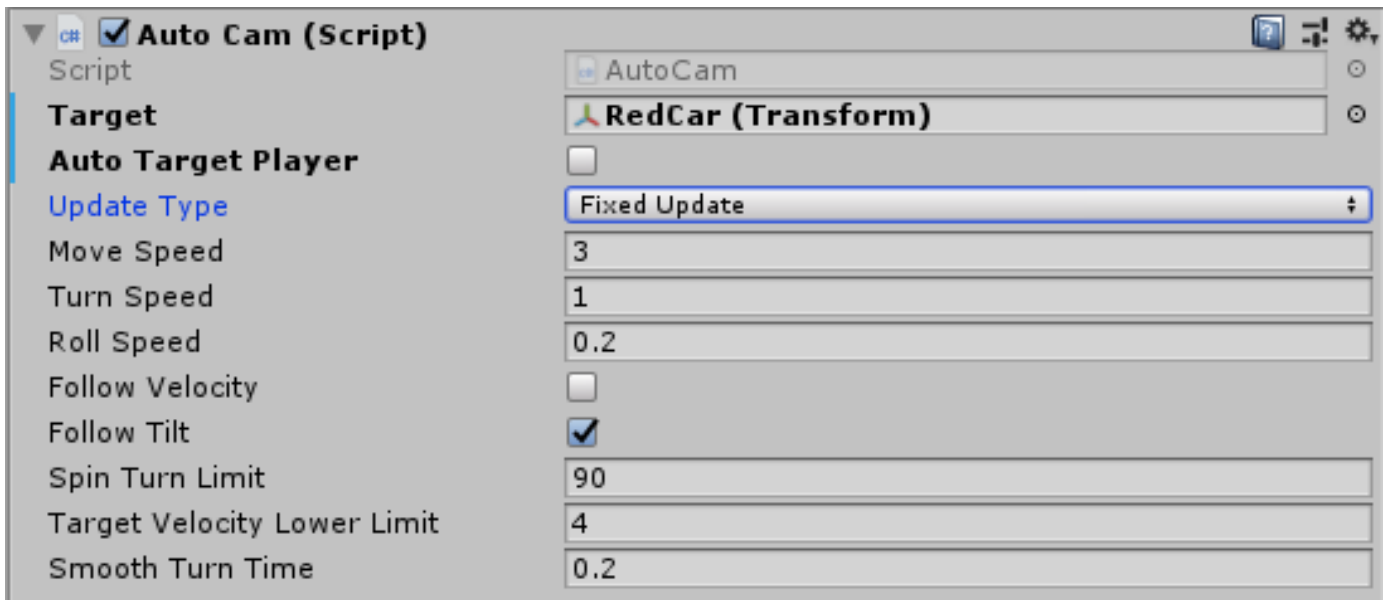 Auto Cam (Script)
Script AutoCam
Target RedCar (Transform)
Auto Target Player
Update Type Fixed Update
Move Speed 3
Turn Speed 1
Roll Speed 0.2
Follow Velocity
Follow Tilt
Spin Turn Limit 90
Target Velocity Lower Limit 4
Smooth Turn Time 0.2